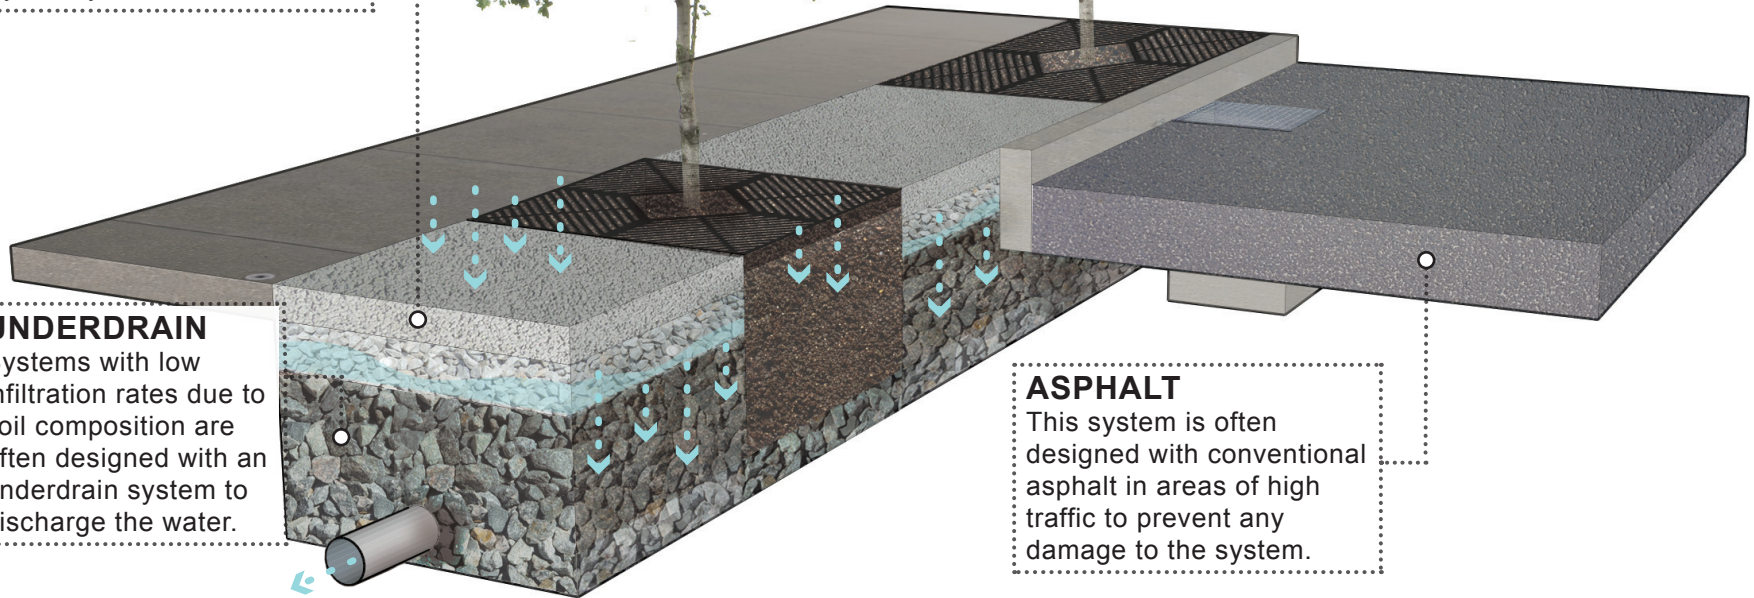 UNDERDRAIN
ystems with low
nfiltration rates due to
oil composition are
ften designed with an
nderdrain system to
ischarge the water.
ASPHALT
This system is often
designed with conventional
asphalt in areas of high
traffic to prevent any
damage to the system.